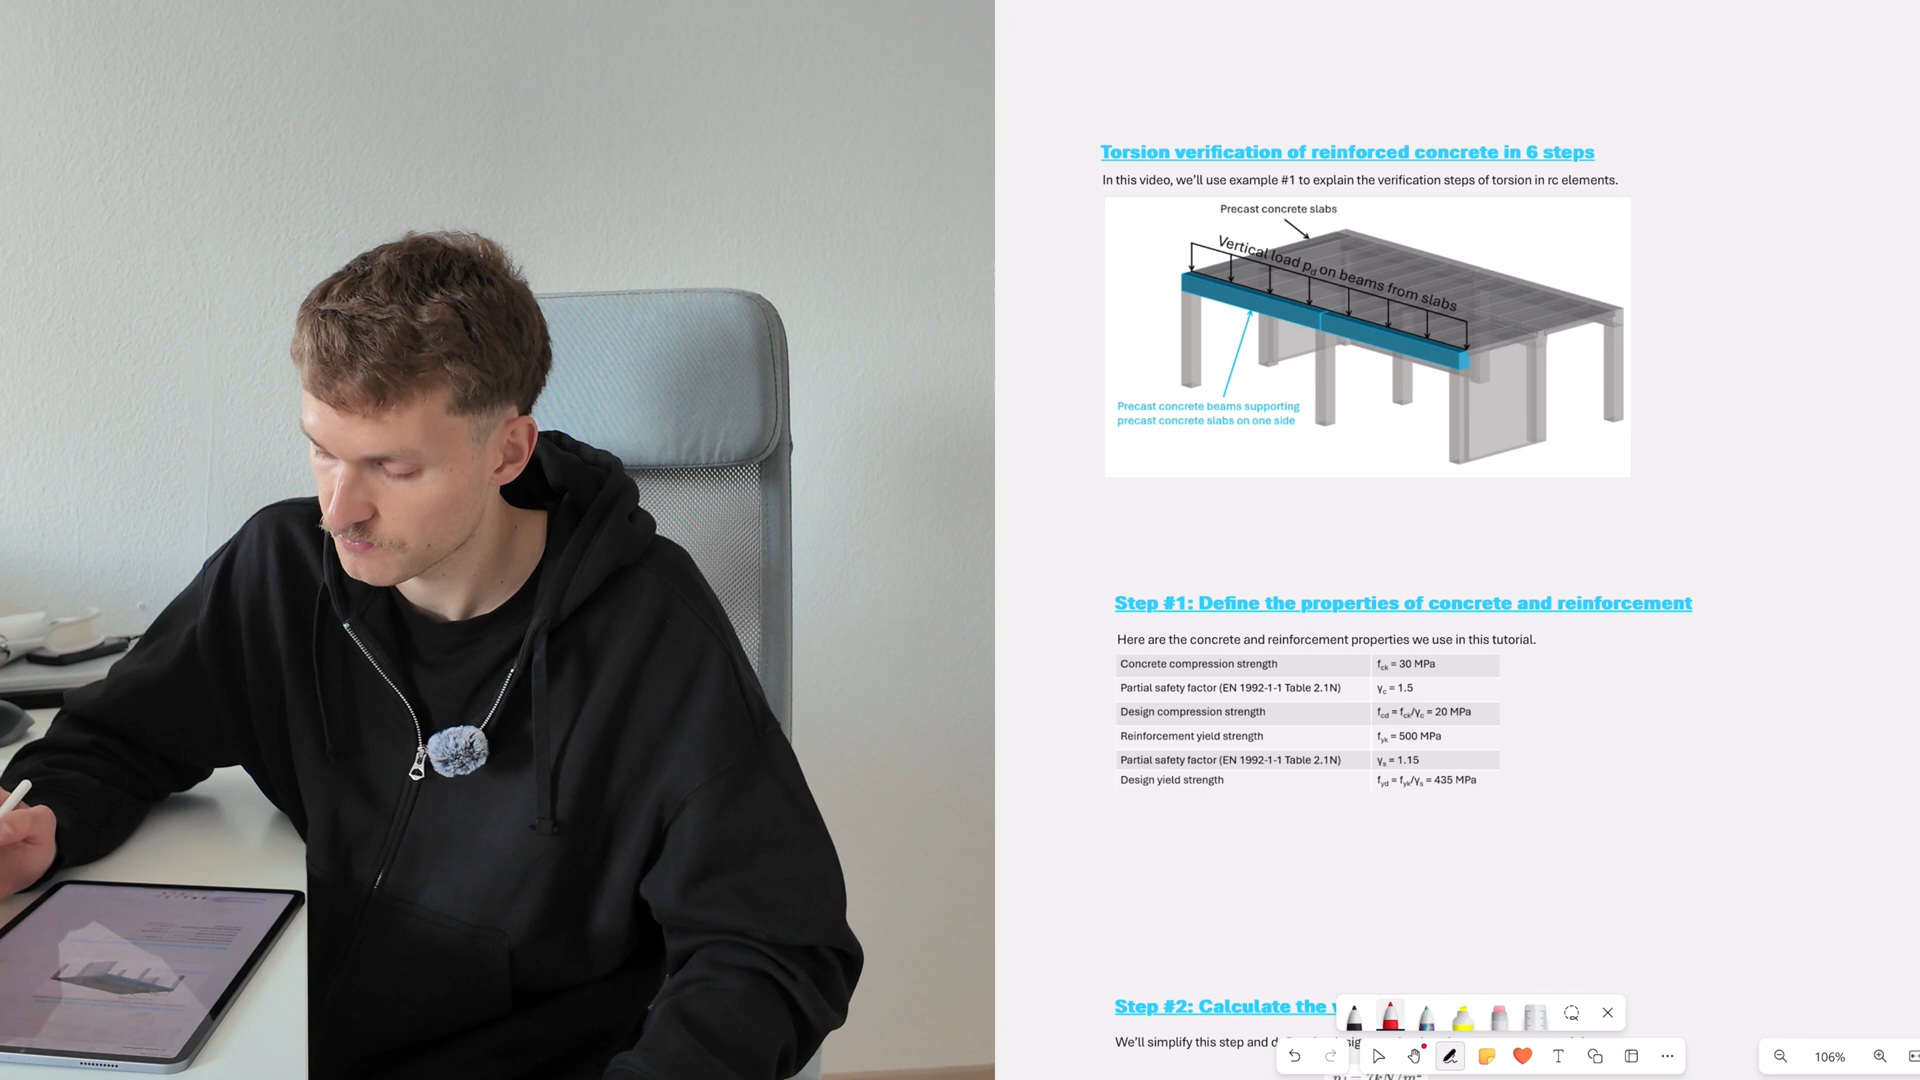 Torsion verification of reinforced concrete in 6 steps
In this video, we’ll use example #1 to explain the verification steps of torsion in rc elements.
Precast concrete slabs
Vertical load pd on beams from slabs
Precast concrete beams supporting
precast concrete slabs on one side
Step #1: Define the properties of concrete and reinforcement
Here are the concrete and reinforcement properties we use in this tutorial.
Concrete compression strength fck = 30 MPa
Partial safety factor (EN 1992-1-1 Table 2.1N) γc = 1.5
Design compression strength fcd = fck/γc = 20 MPa
Reinforcement yield strength fyk = 500 MPa
Partial safety factor (EN 1992-1-1 Table 2.1N) γs = 1.15
Design yield strength fyd = fyk/γs = 435 MPa
Step #2: Calculate the
We’ll simplify this step and
106%